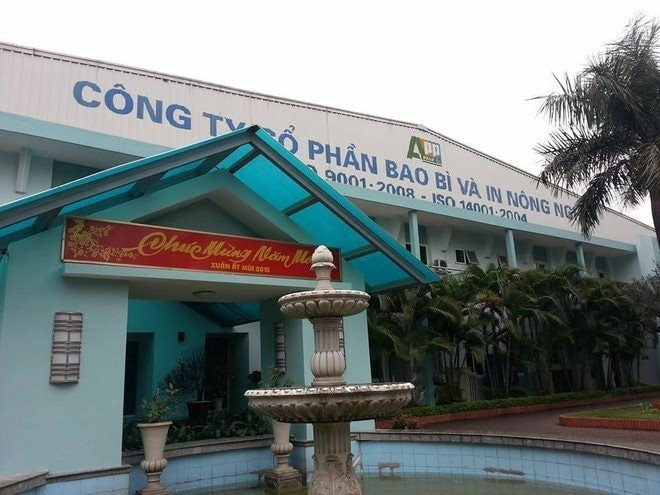 CÔNG TY CỔ PHẦN BAO BÌ VÀ IN NÔNG
9001:2008 - ISO 14001:2004
Chúc Mừng Năm
XUÂN ẤT MÙI 2015